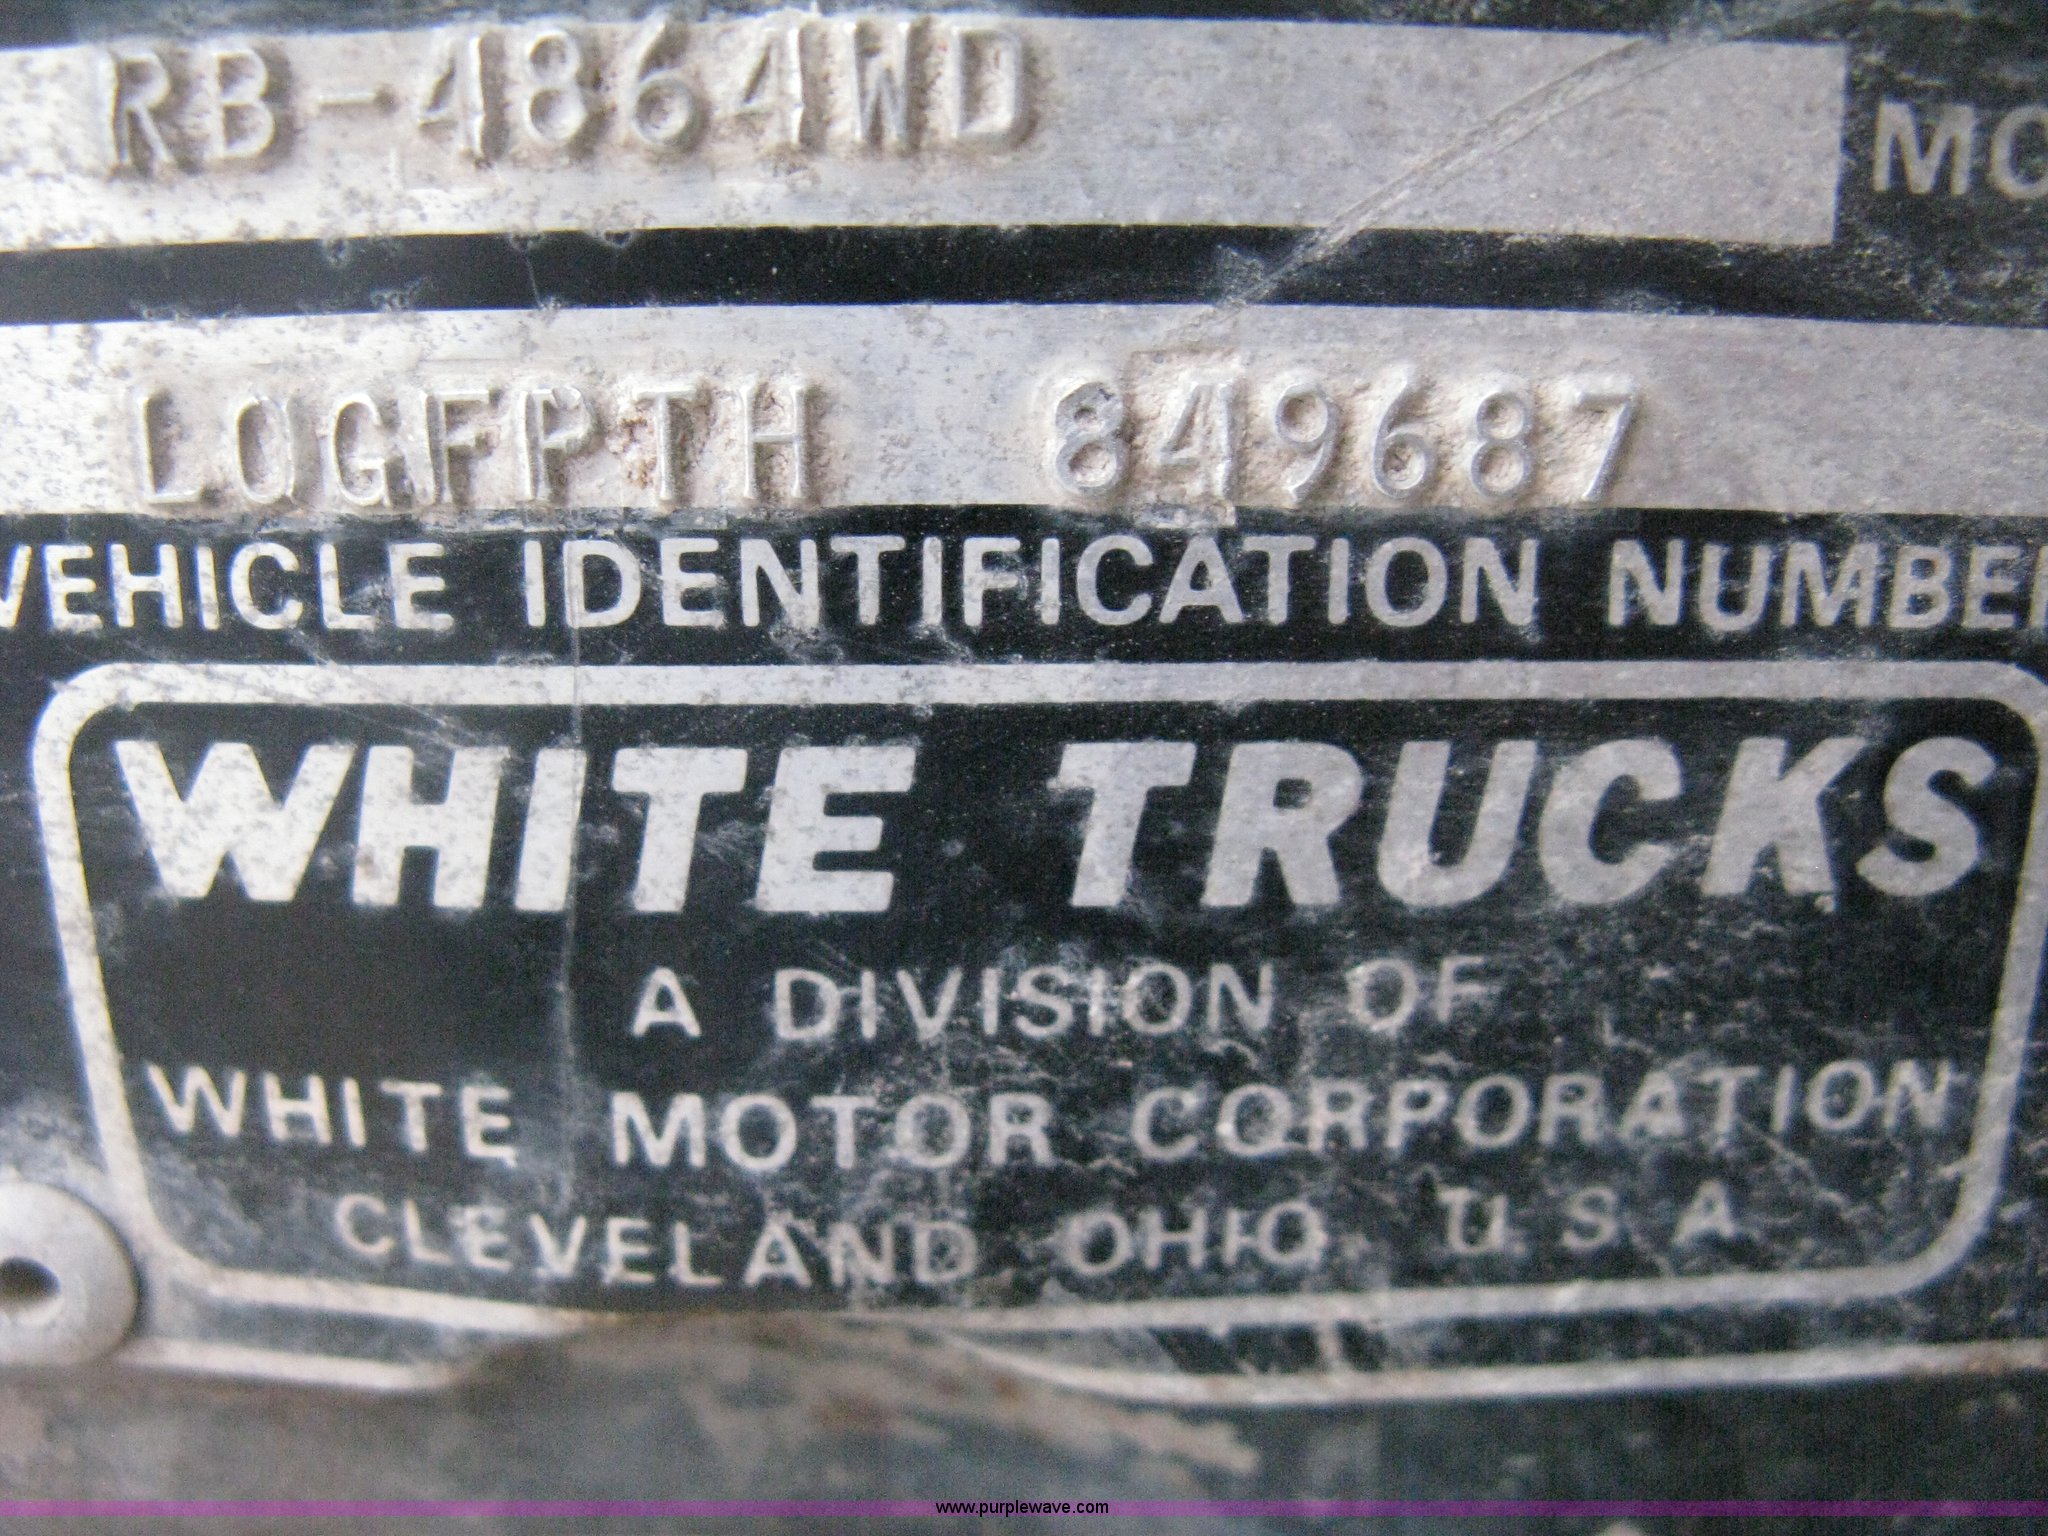 RB-4864WD MO
LOGFPTH 849687
VEHICLE IDENTIFICATION NUMBER
WHITE TRUCKS
A DIVISION OF
WHITE MOTOR CORPORATION
CLEVELAND OHIO U.S.A
www.purplewave.com